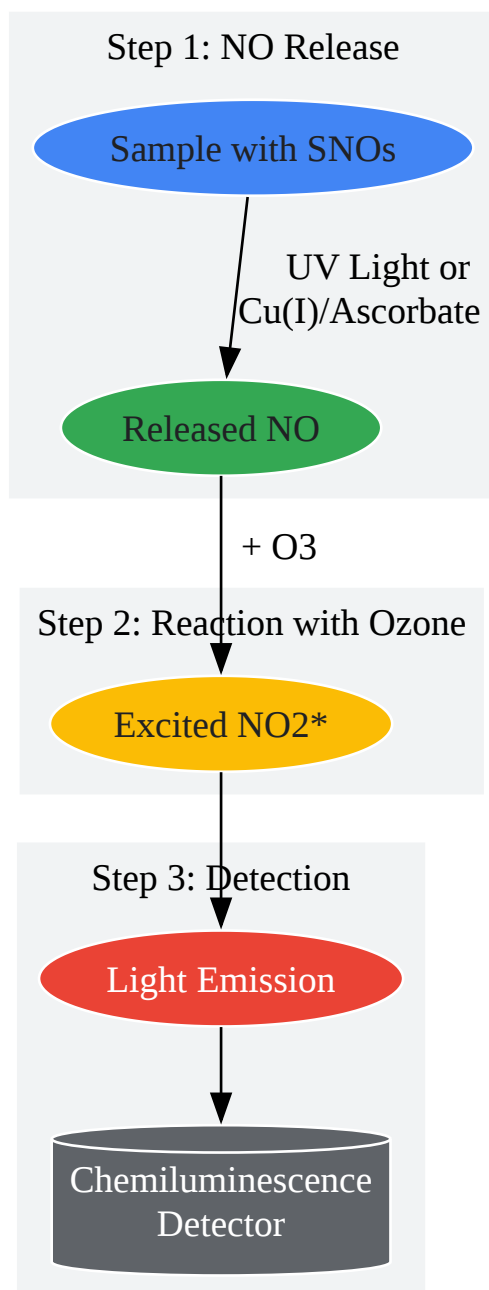 Step 1: NO Release
Sample with SNOs
UV Light or
Cu(I)/Ascorbate
Released NO
+ O3
Step 2: Reaction with Ozone
Excited NO2*
Step 3: Detection
Light Emission
Chemiluminescence
Detector